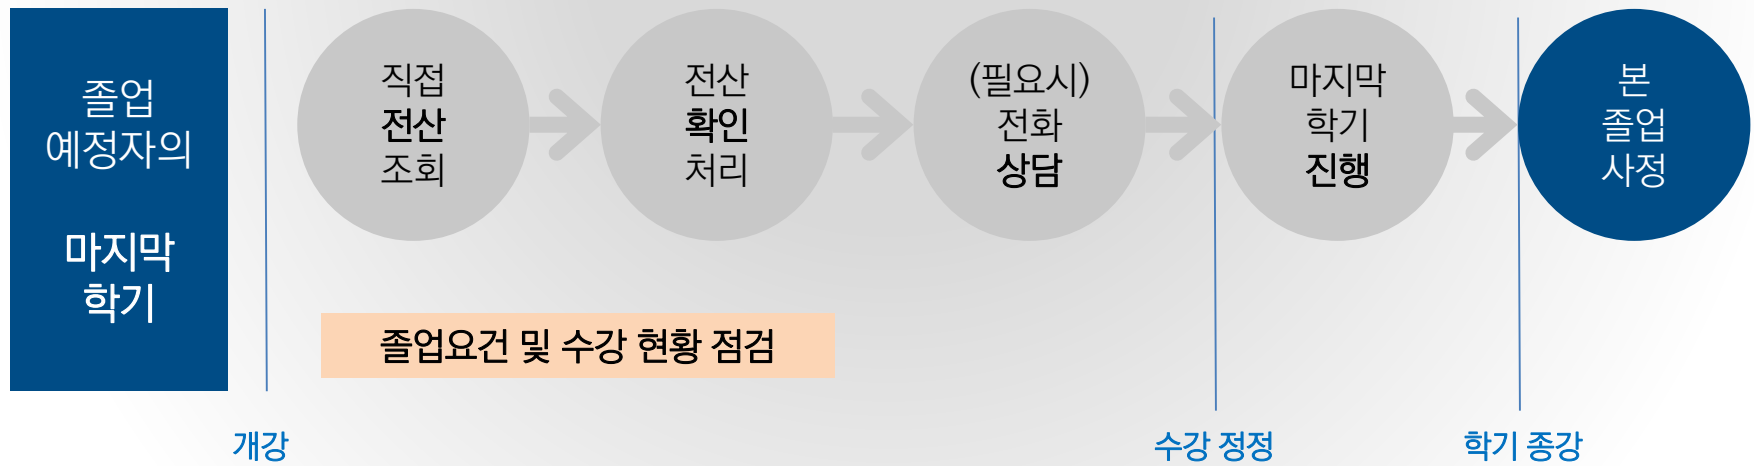 졸업
예정자의
마지막
학기
직접
전산
조회
전산
확인
처리
(필요시)
전화
상담
마지막
학기
진행
본
졸업
사정
졸업요건 및 수강 현황 점검
개강
수강 정정
학기 종강